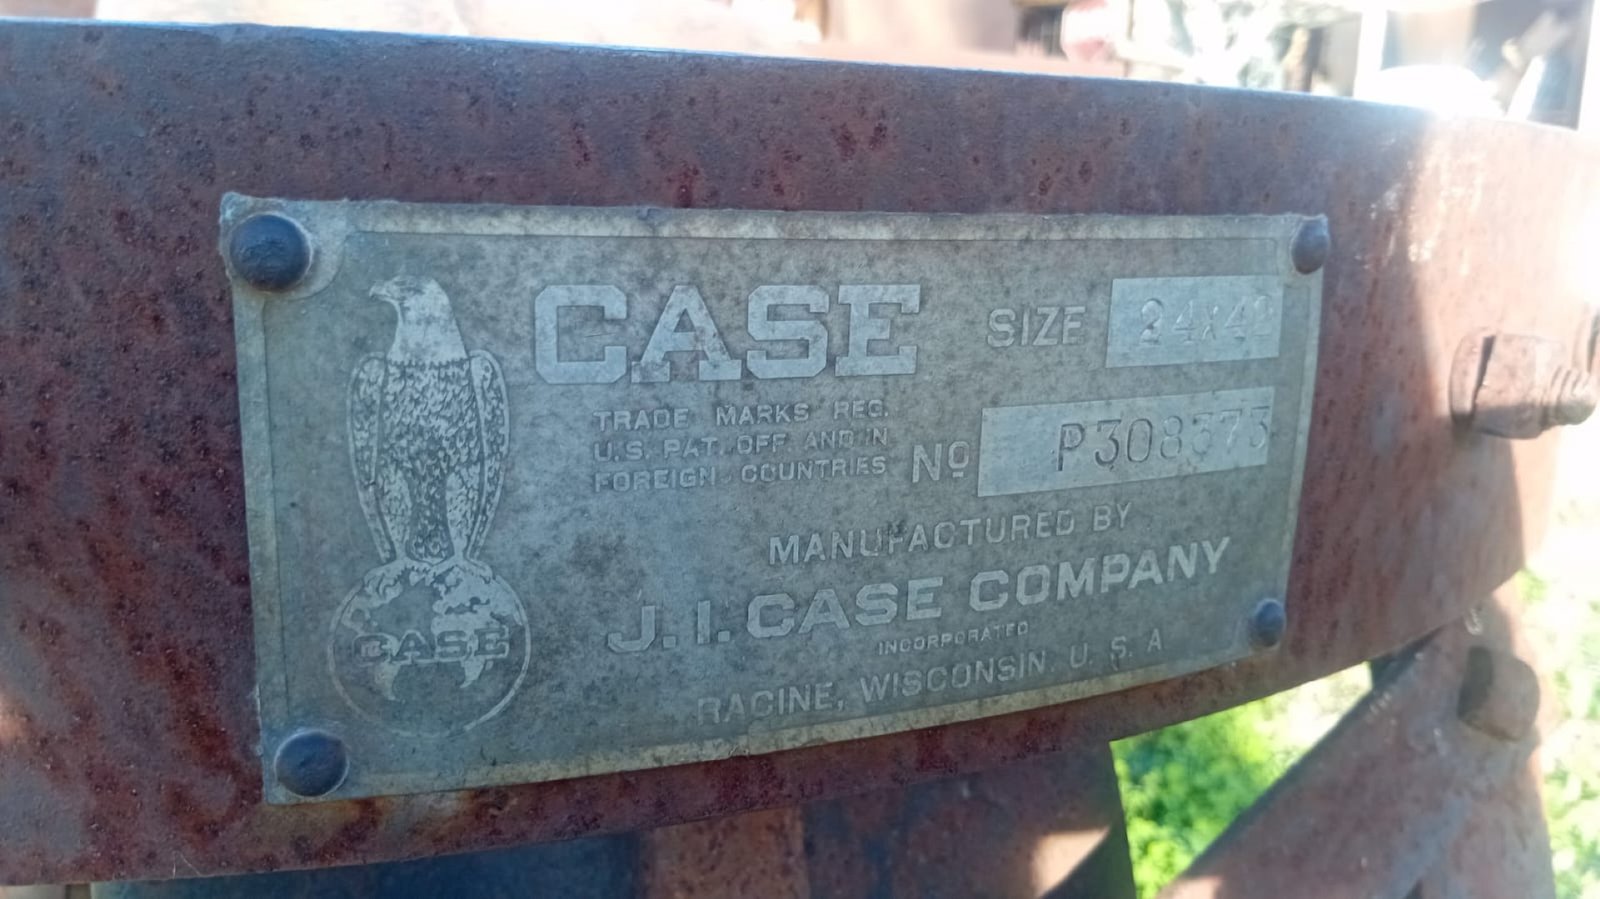 CASE
SIZE 24X42
TRADE MARKS REG.
U.S. PAT. OFF. AND IN
FOREIGN COUNTRIES
Nº P308373
MANUFACTURED BY
J.I. CASE COMPANY
INCORPORATED
RACINE, WISCONSIN, U. S. A
CASE